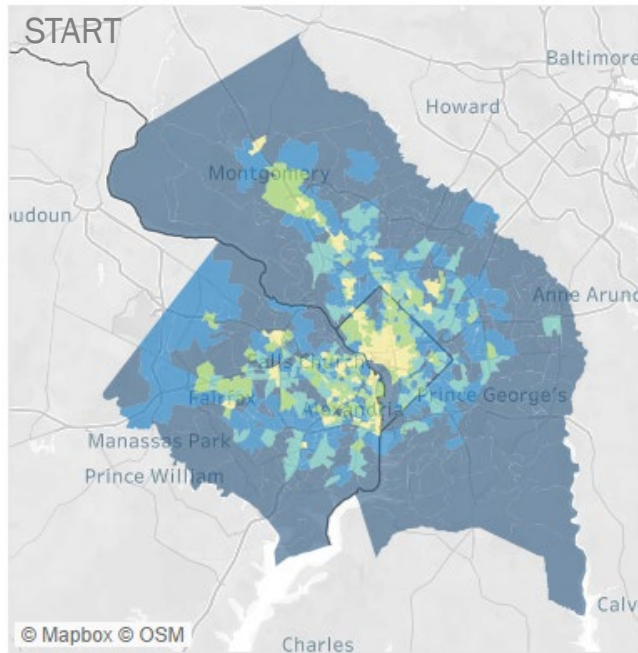 START
Baltimore
Howard
Montgomery
oudoun
Anne Arund
Falls Church
Fairfax
Alexandria
Prince George's
Manassas Park
Prince William
Calv
© Mapbox © OSM
Charles